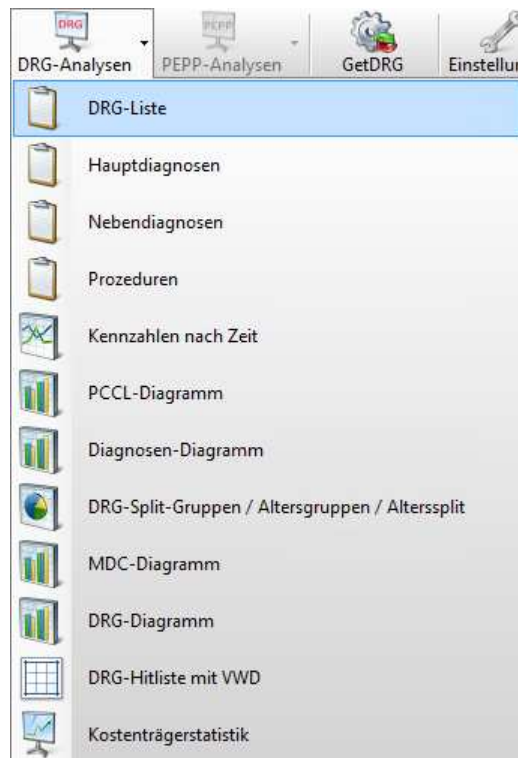 DRG
PEPP
DRG-Analysen
PEPP-Analysen
GetDRG
Einstellur
DRG-Liste
Hauptdiagnosen
Nebendiagnosen
Prozeduren
Kennzahlen nach Zeit
PCCL-Diagramm
Diagnosen-Diagramm
DRG-Split-Gruppen / Altersgruppen / Alterssplit
MDC-Diagramm
DRG-Diagramm
DRG-Hitliste mit VWD
Kostenträgerstatistik